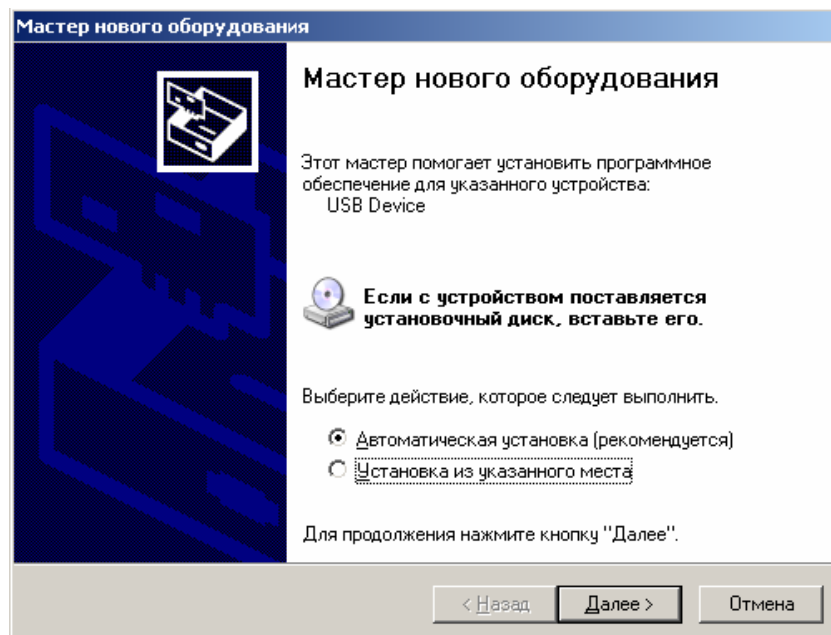 Мастер нового оборудования
Мастер нового оборудования
Этот мастер помогает установить программное
обеспечение для указанного устройства:
USB Device
Если с устройством поставляется
установочный диск, вставьте его.
Выберите действие, которое следует выполнить.
Автоматическая установка (рекомендуется)
Установка из указанного места
Для продолжения нажмите кнопку "Далее".
< Назад Далее > Отмена